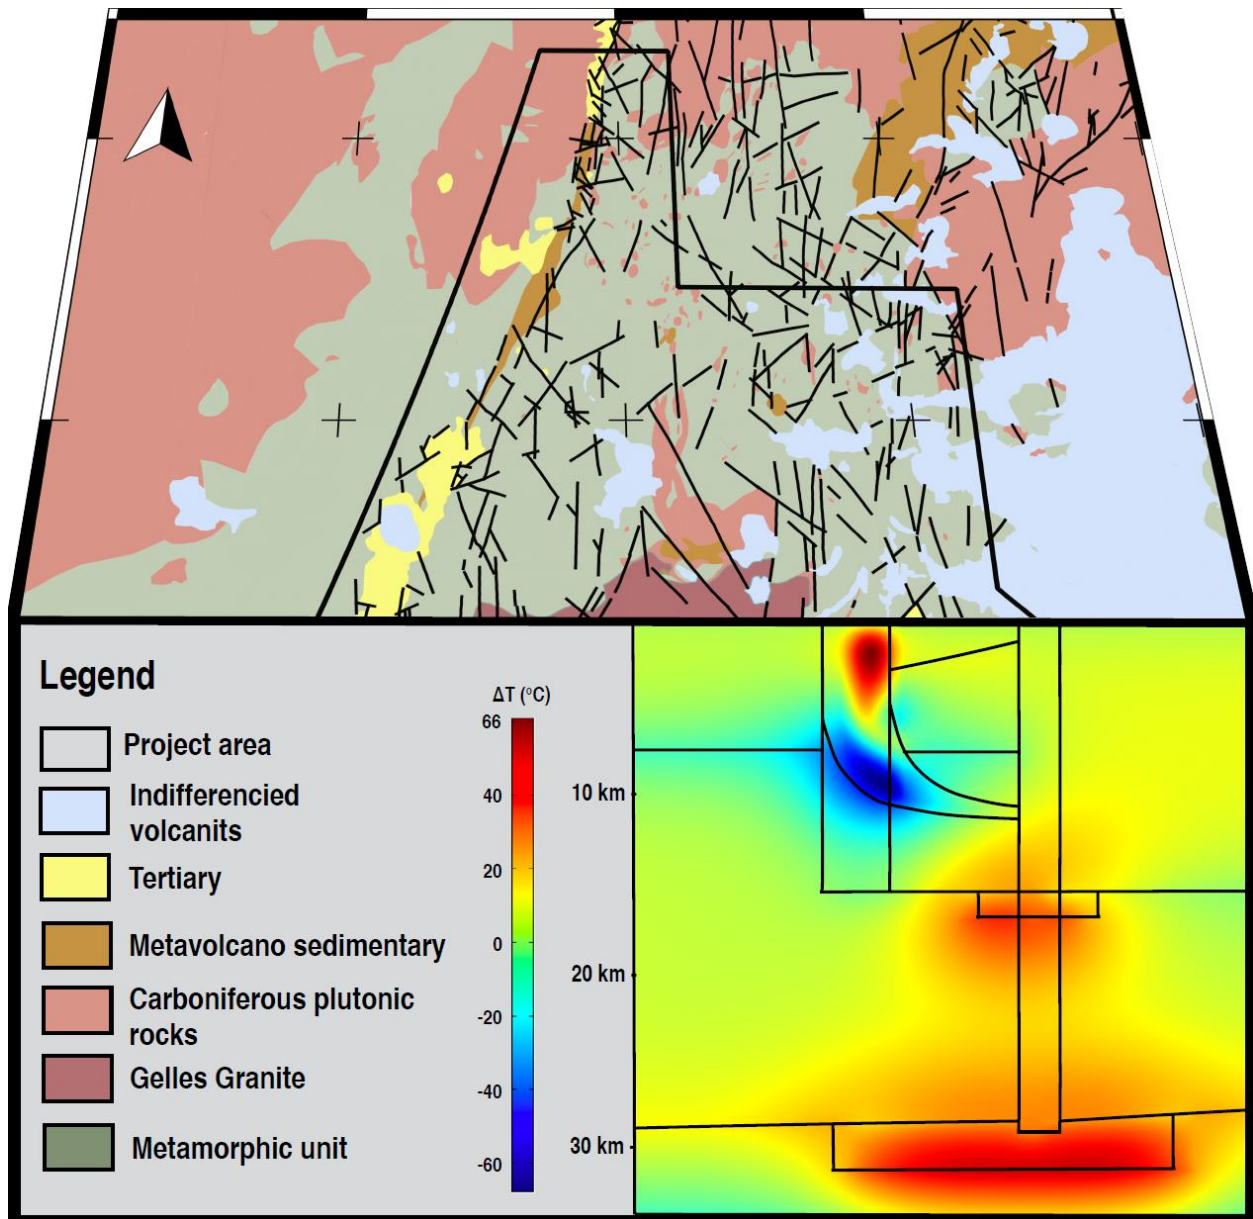 Legend
Project area
Indifferencied
volcanits
Tertiary
Metavolcano sedimentary
Carboniferous plutonic
rocks
Gelles Granite
Metamorphic unit
ΔT (°C)
66
40
20
0
-20
-40
-60
10 km
20 km
30 km